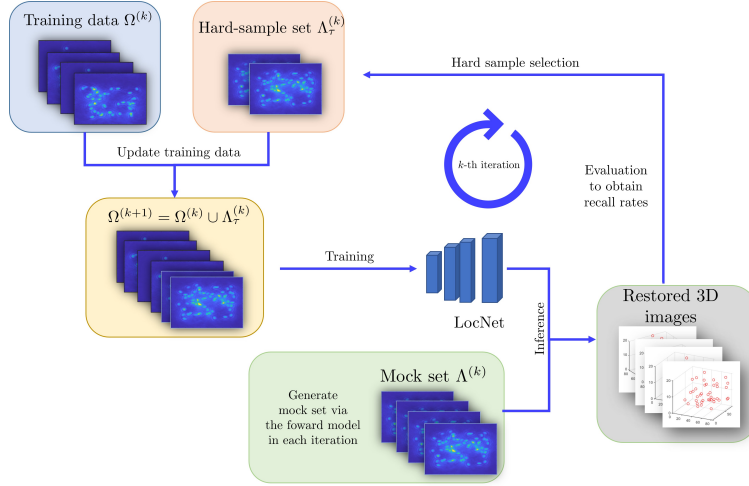 Training data Ω^(k)
Hard-sample set Λ_τ^(k)
Hard sample selection
Update training data
k-th iteration
Evaluation
to obtain
recall rates
Ω^(k+1) = Ω^(k) ∪ Λ_τ^(k)
Training
LocNet
Inference
Restored 3D
images
Mock set Λ^(k)
Generate
mock set via
the foward model
in each iteration